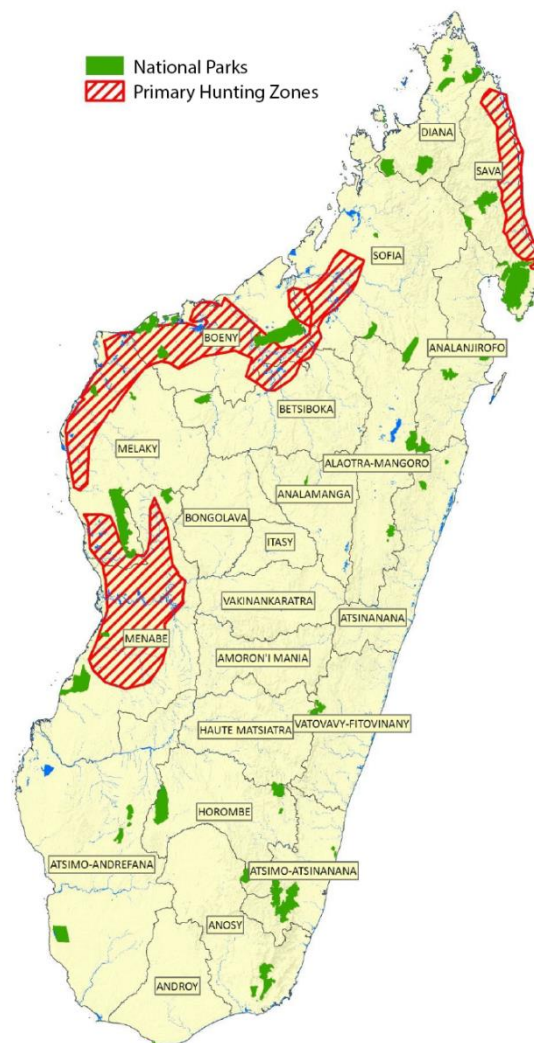 National Parks
Primary Hunting Zones
DIANA
SAVA
SOFIA
BOENY
ANALANJIROFO
BETSIBOKA
MELAKY
ALAOTRA-MANGORO
ANALAMANGA
BONGOLAVA
ITASY
VAKINANKARATRA
ATSINANANA
MENABE
AMORON'I MANIA
HAUTE MATSIATRA
VATOVAVY-FITOVINANY
HOROMBE
ATSIMO-ANDREFANA
ATSIMO-ATSINANANA
ANOSY
ANDROY